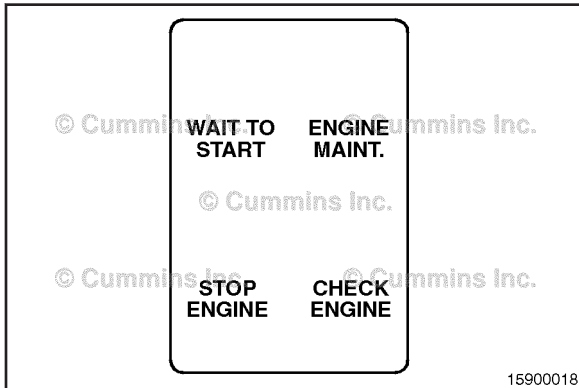 © Cummins Inc.
© Cummins Inc.
WAIT TO
START
ENGINE
MAINT.
© Cummins Inc.
© Cummins Inc.
© Cummins Inc.
STOP
ENGINE
CHECK
ENGINE
15900018